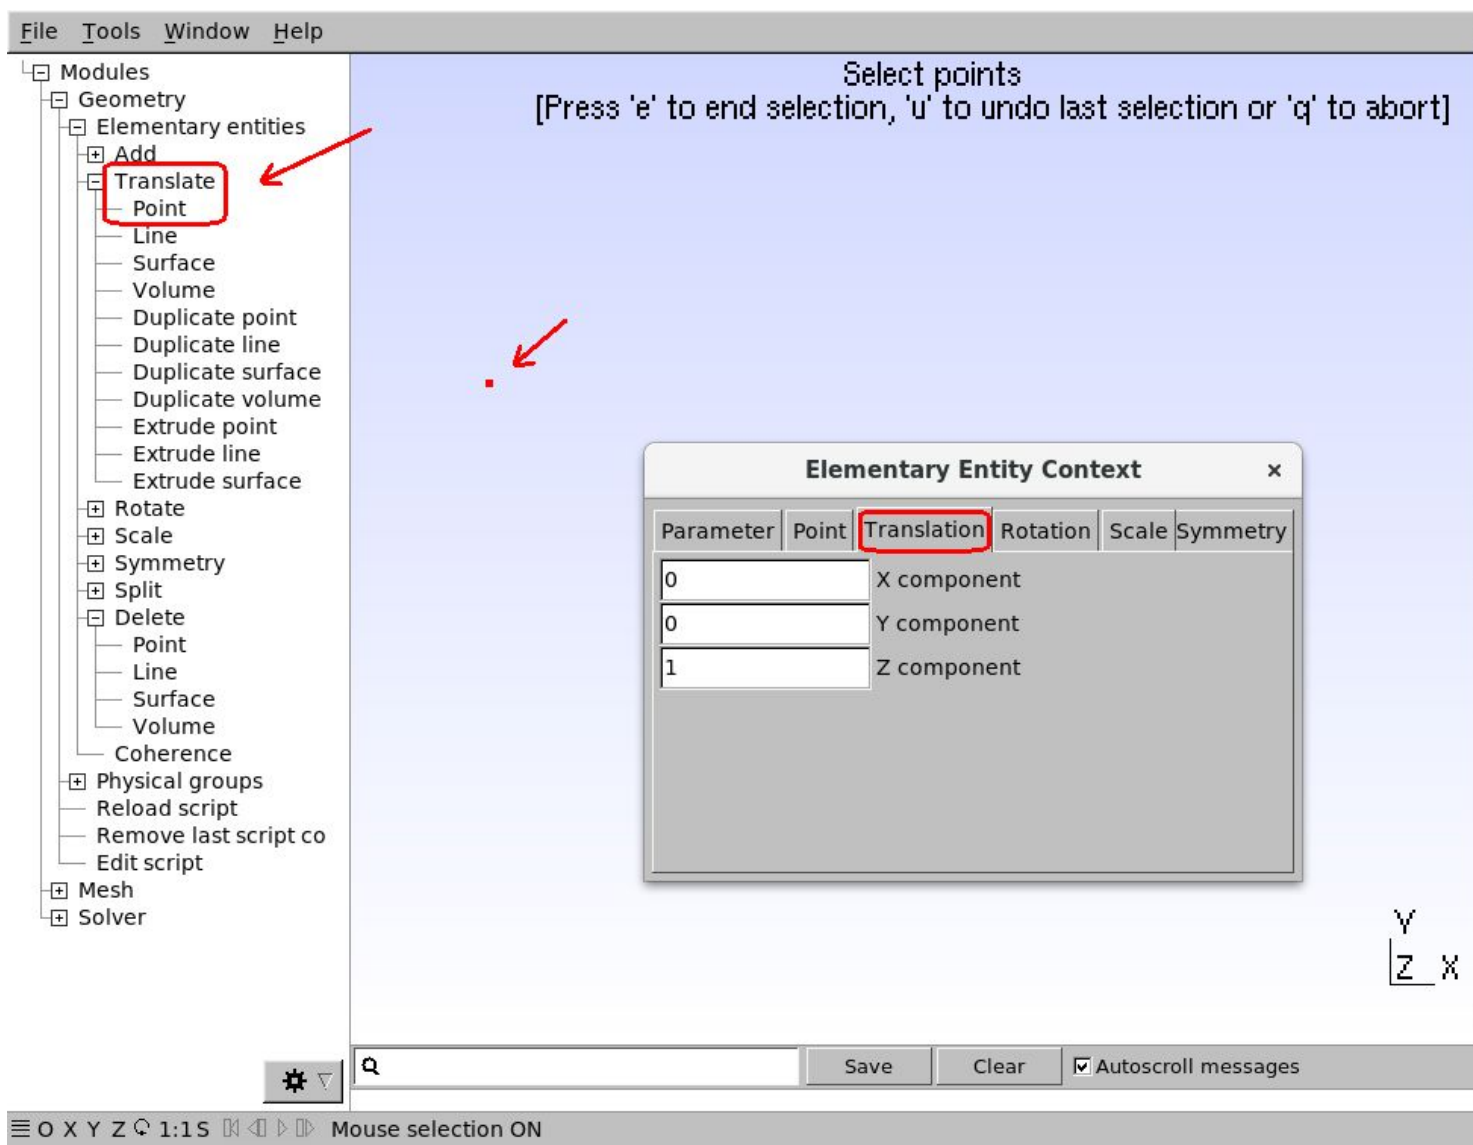 File Tools Window Help
Modules
Geometry
Elementary entities
Add
Translate
Point
Line
Surface
Volume
Duplicate point
Duplicate line
Duplicate surface
Duplicate volume
Extrude point
Extrude line
Extrude surface
Rotate
Scale
Symmetry
Split
Delete
Point
Line
Surface
Volume
Coherence
Physical groups
Reload script
Remove last script co
Edit script
Mesh
Solver
Select points
[Press 'e' to end selection, 'u' to undo last selection or 'q' to abort]
Elementary Entity Context
Parameter Point Translation Rotation Scale Symmetry
0 X component
0 Y component
1 Z component
Y
Z X
Save Clear Autoscroll messages
O X Y Z 1:1 S Mouse selection ON